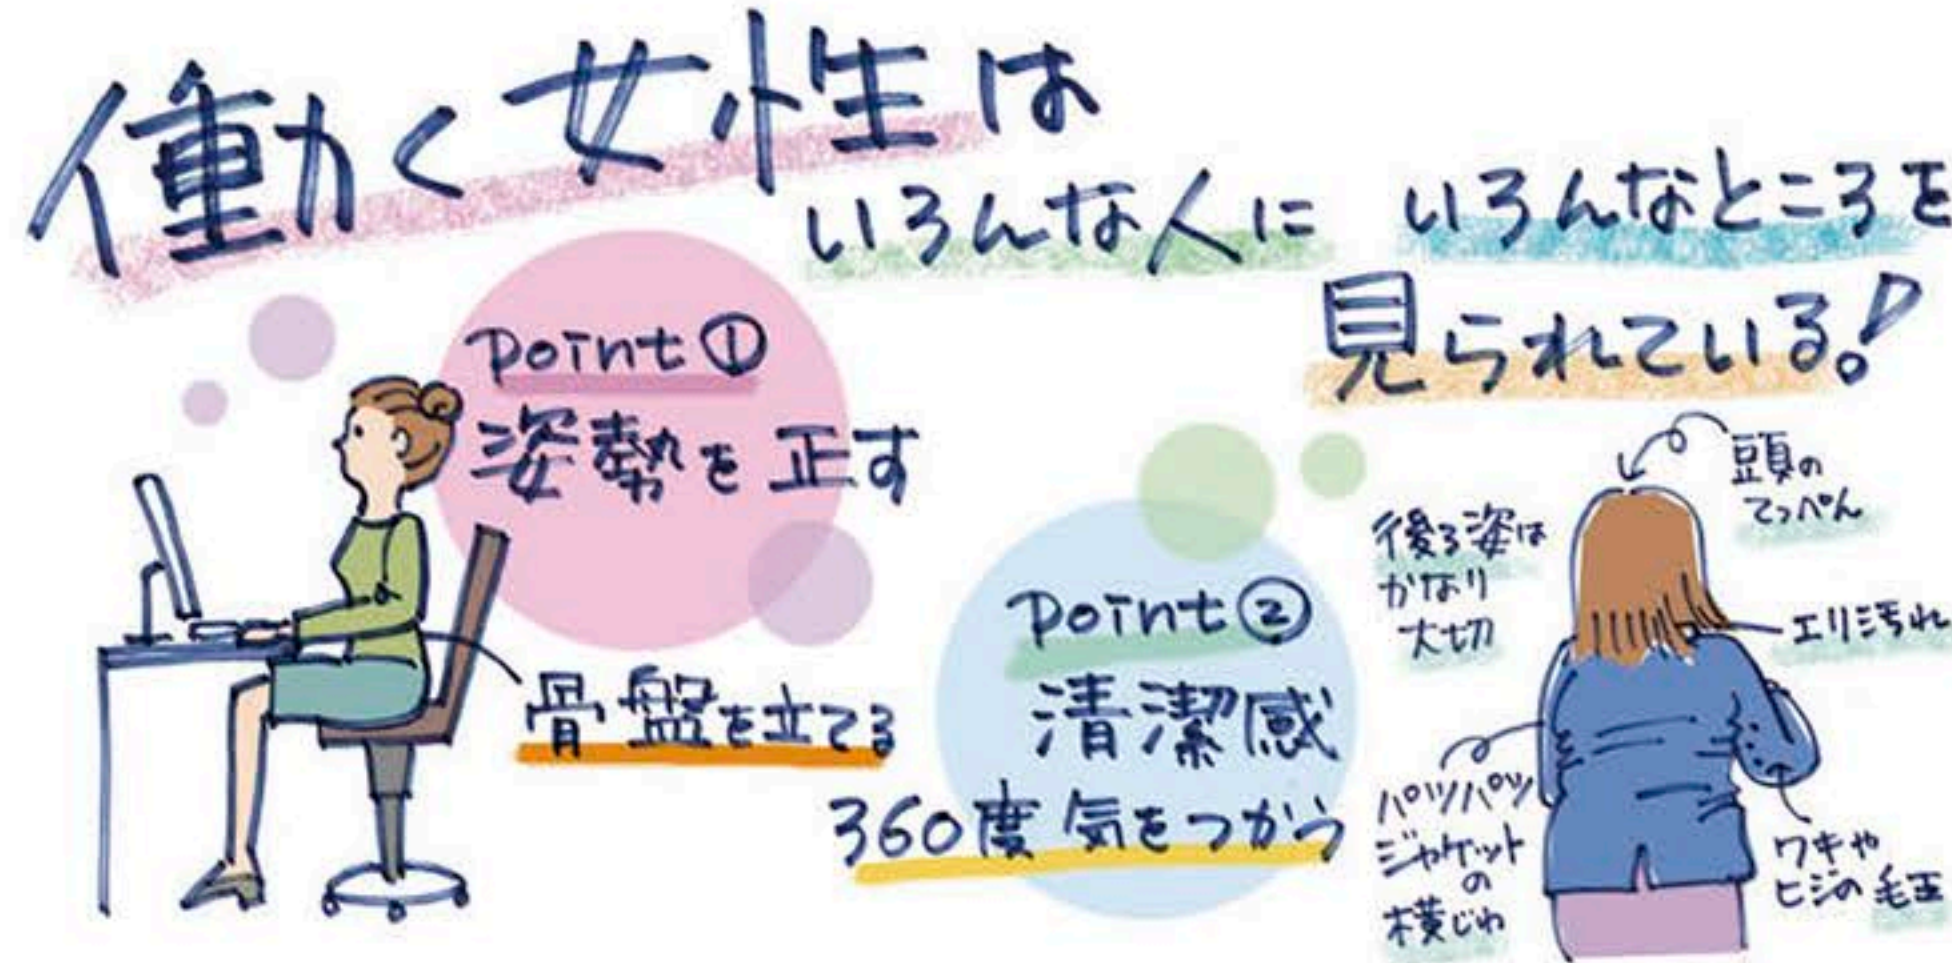 働く女性は
いろんな人に いろんなところを
見られている!
point①
姿勢を正す
骨盤を立てる
point②
清潔感
360度気をつかう
頭の
てっぺん
後ろ姿は
かなり
大切
エリ汚れ
パツパツ
ジャケット
の
横じわ
ワキや
ヒジの毛玉